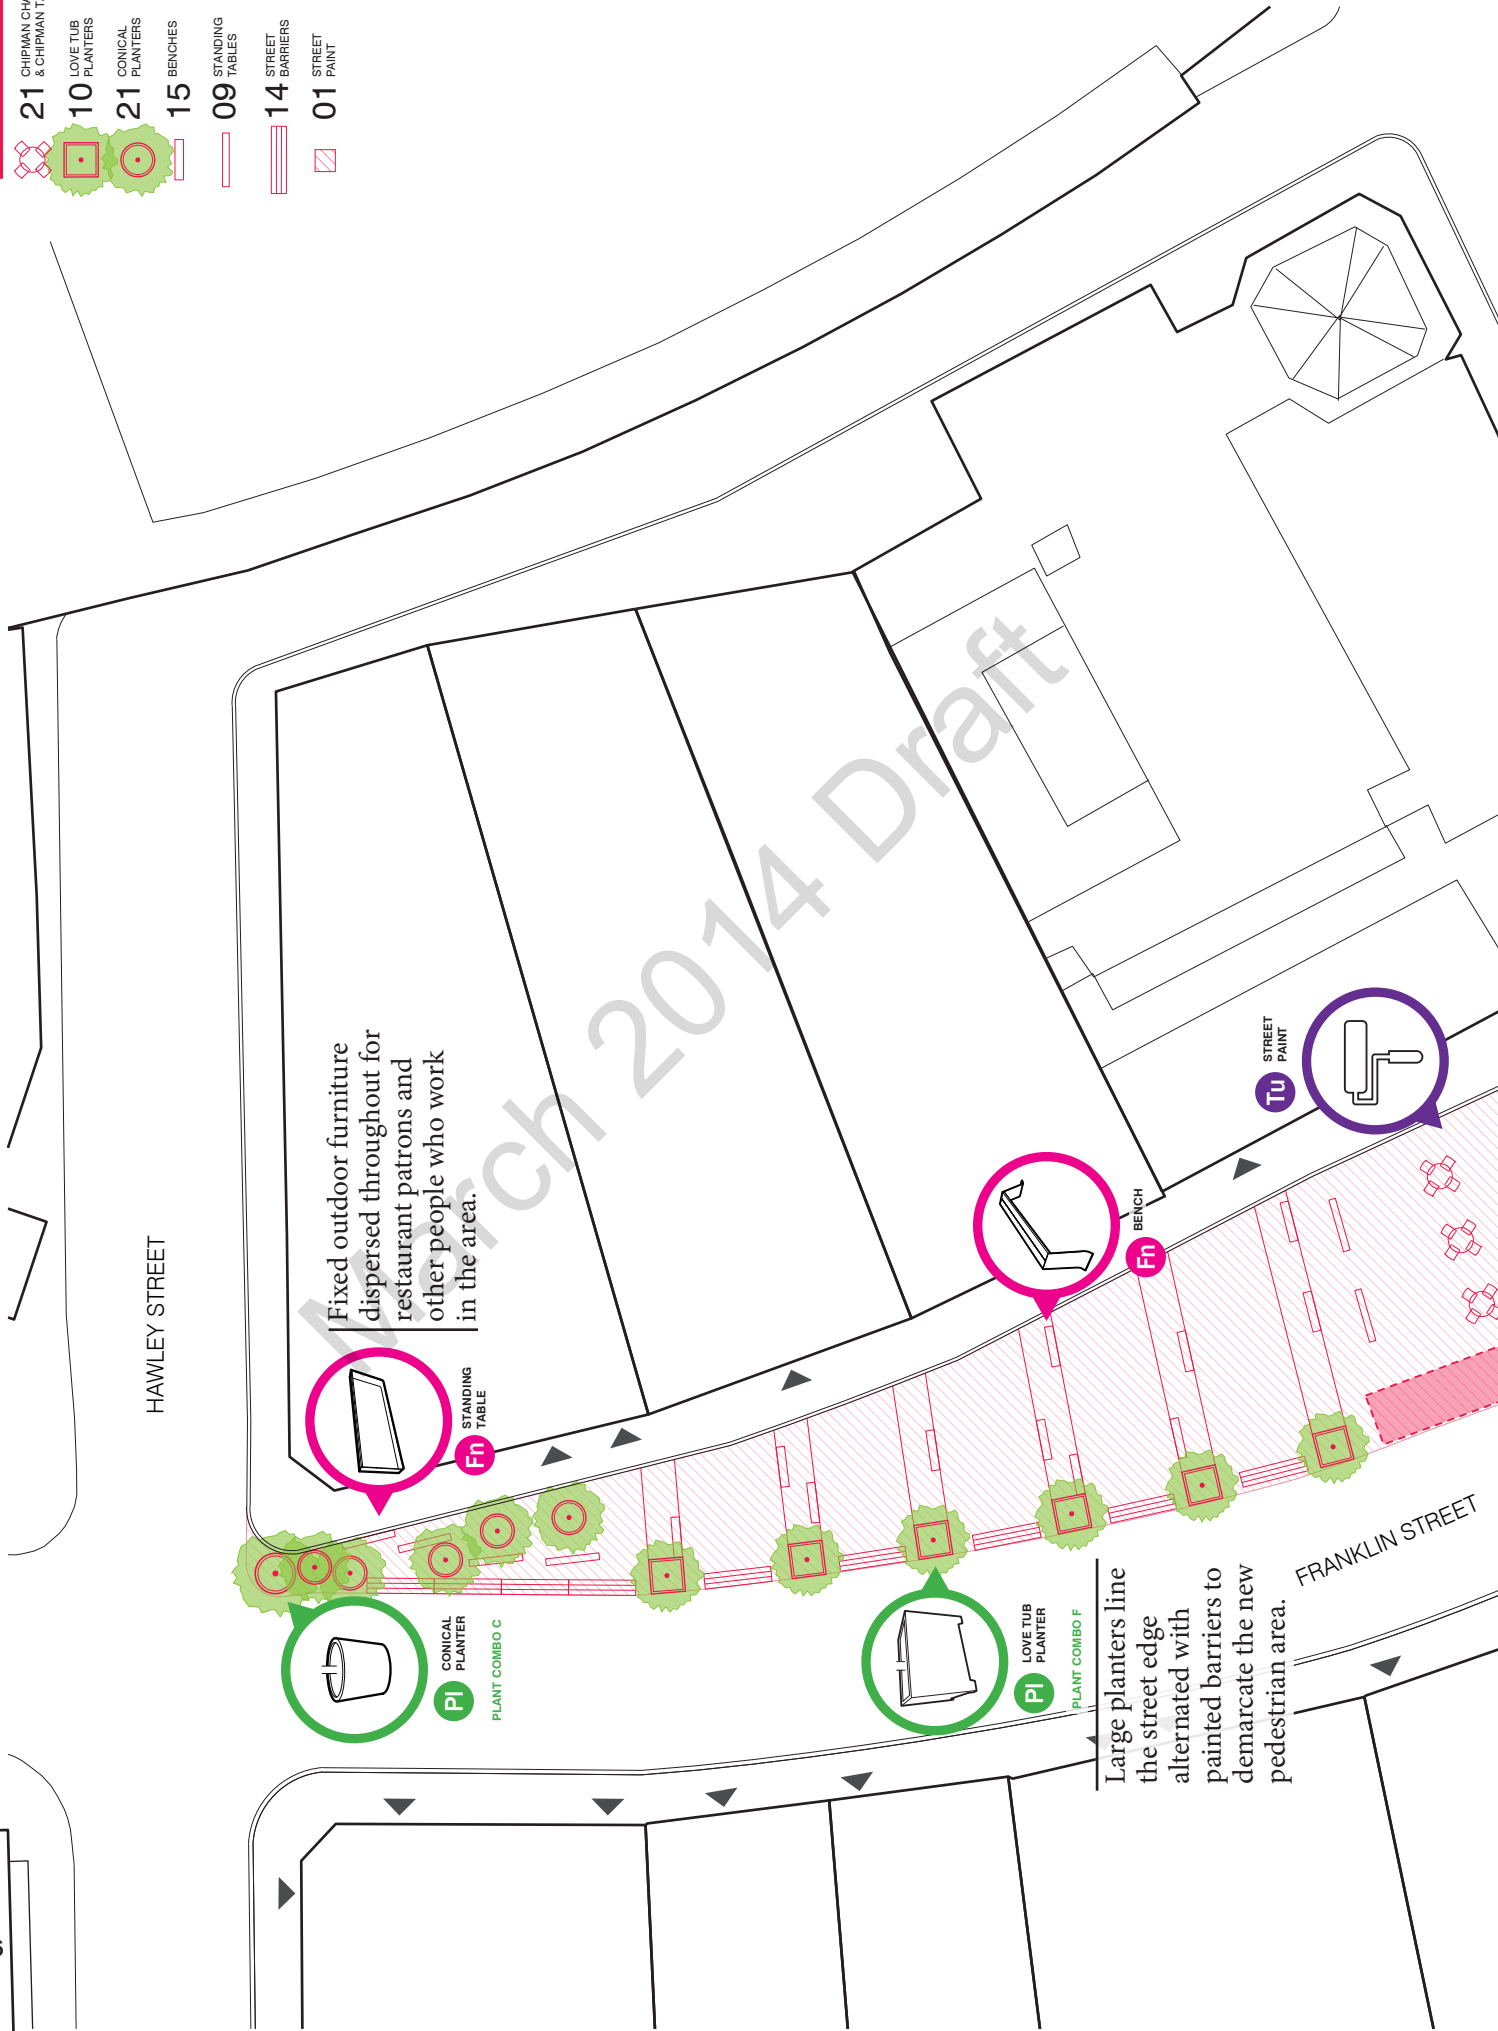 21 CHIPMAN
& CHIPMAN
10 LOVE TUB
PLANTERS
21 CONICAL
PLANTERS
15 BENCHES
09 STANDING
TABLES
14 STREET
BARRIERS
01 STREET
PAINT
HAWLEY STREET
Fixed outdoor furniture
dispersed throughout for
restaurant patrons and
other people who work
in the area.
Fn STANDING
TABLE
Pl CONICAL
PLANTER
PLANT COMBO C
Pl LOVE TUB
PLANTER
PLANT COMBO F
Fn BENCH
Tu STREET
PAINT
Large planters line
the street edge
alternated with
painted barriers to
demarcate the new
pedestrian area.
FRANKLIN STREET
March 2014 Draft